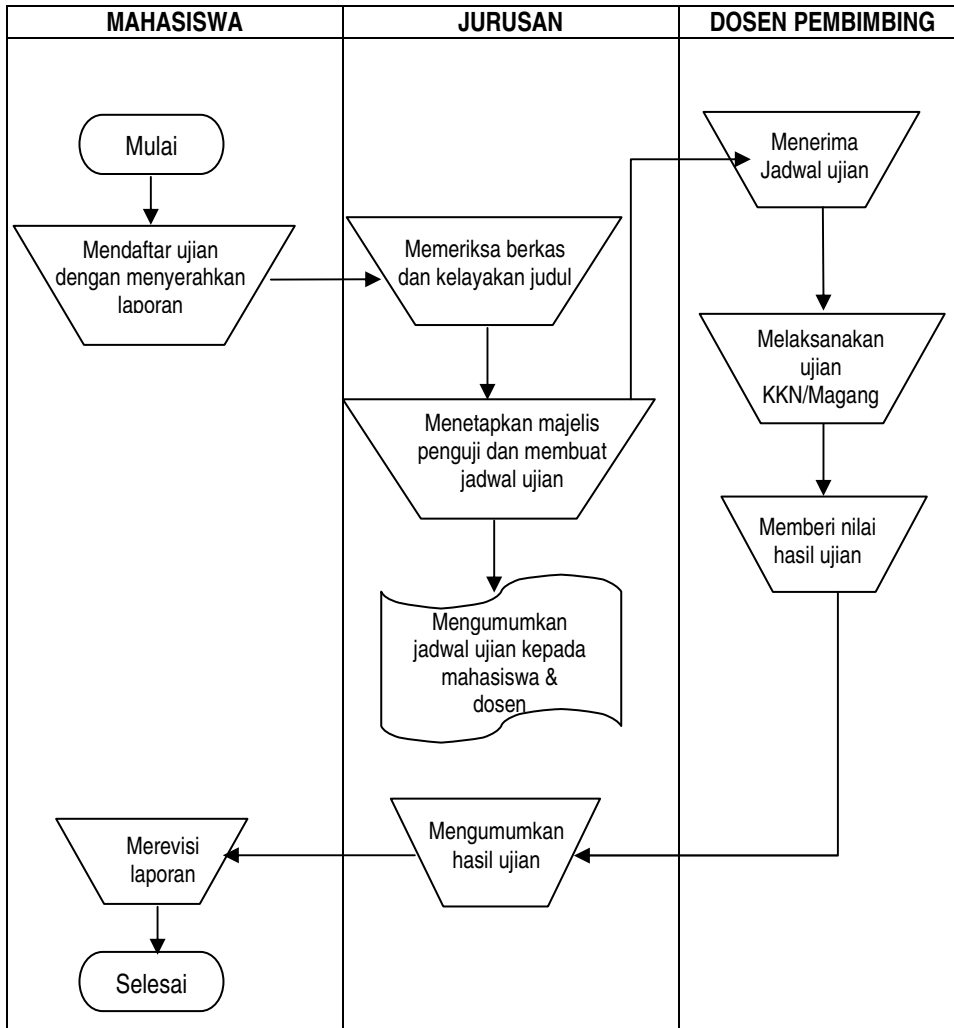 MAHASISWA
JURUSAN
DOSEN PEMBIMBING
Mulai
Mendaftar ujian
dengan menyerahkan
laporan
Memeriksa berkas
dan kelayakan judul
Menetapkan majelis
penguji dan membuat
jadwal ujian
Mengumumkan
jadwal ujian kepada
mahasiswa &
dosen
Menerima
Jadwal ujian
Melaksanakan
ujian
KKN/Magang
Memberi nilai
hasil ujian
Mengumumkan
hasil ujian
Merevisi
laporan
Selesai